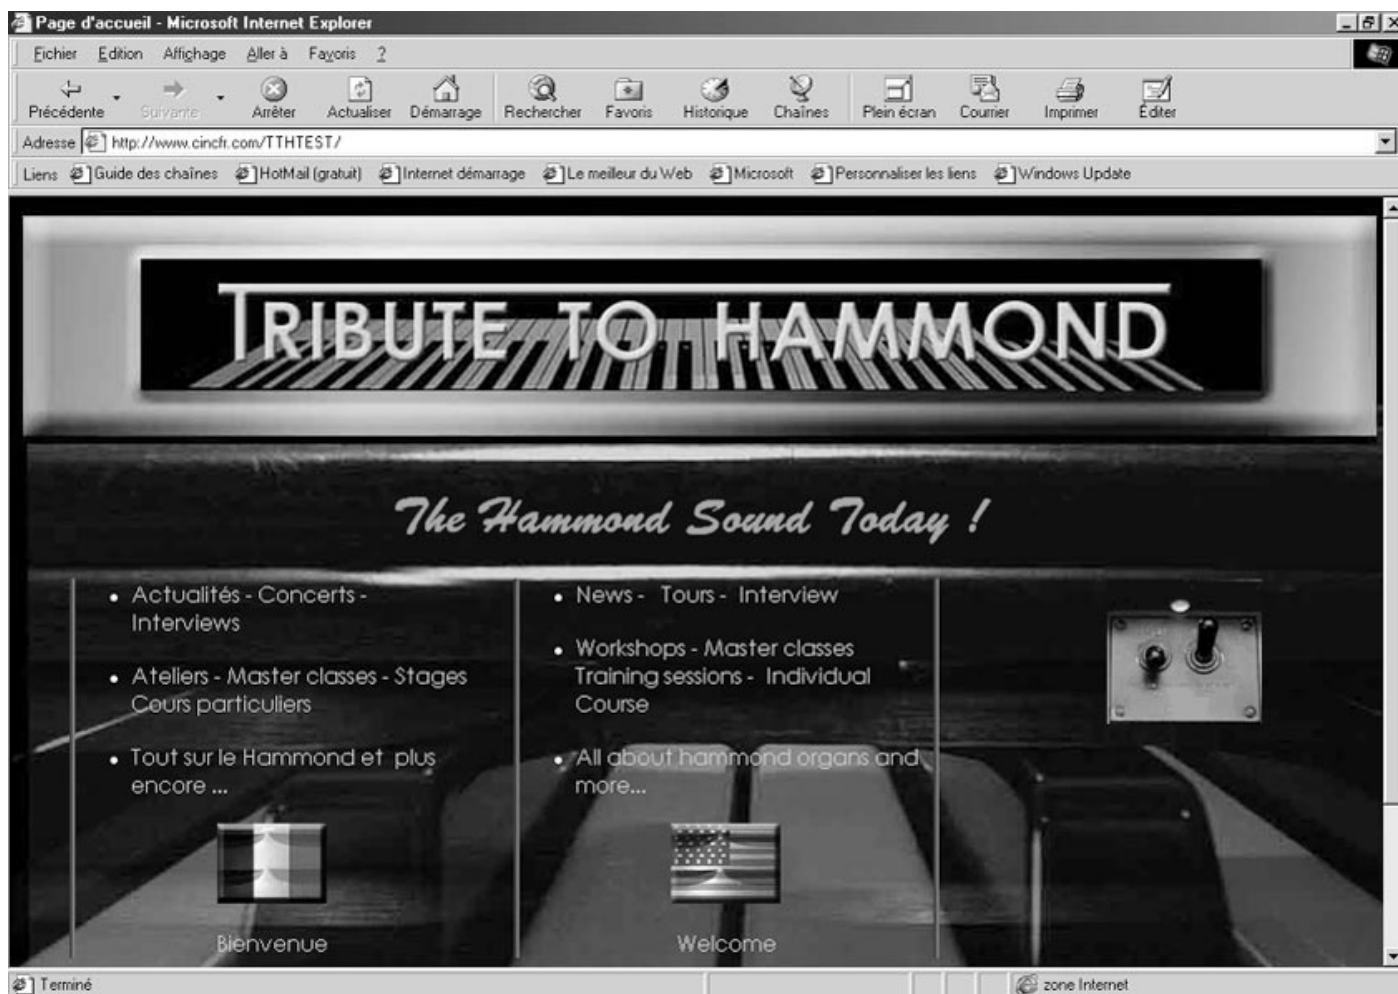 Page d'accueil - Microsoft Internet Explorer
Fichier Edition Affichage Aller à Favoris ?
Précédente Suivante Arrêter Actualiser Démarrage Rechercher Favoris Historique Chaînes Plein écran Courrier Imprimer Éditer
Adresse http://www.cincfr.com/TTHTEST/
Liens Guide des chaînes HotMail (gratuit) Internet démarrage Le meilleur du Web Microsoft Personnaliser les liens Windows Update
TRIBUTE TO HAMMOND
The Hammond Sound Today !
• Actualités - Concerts -
Interviews
• Ateliers - Master classes - Stages
Cours particuliers
• Tout sur le Hammond et plus
encore ...
Bienvenue
• News - Tours - Interview
• Workshops - Master classes
Training sessions - Individual
Course
• All about hammond organs and
more...
Welcome
Terminé
zone Internet